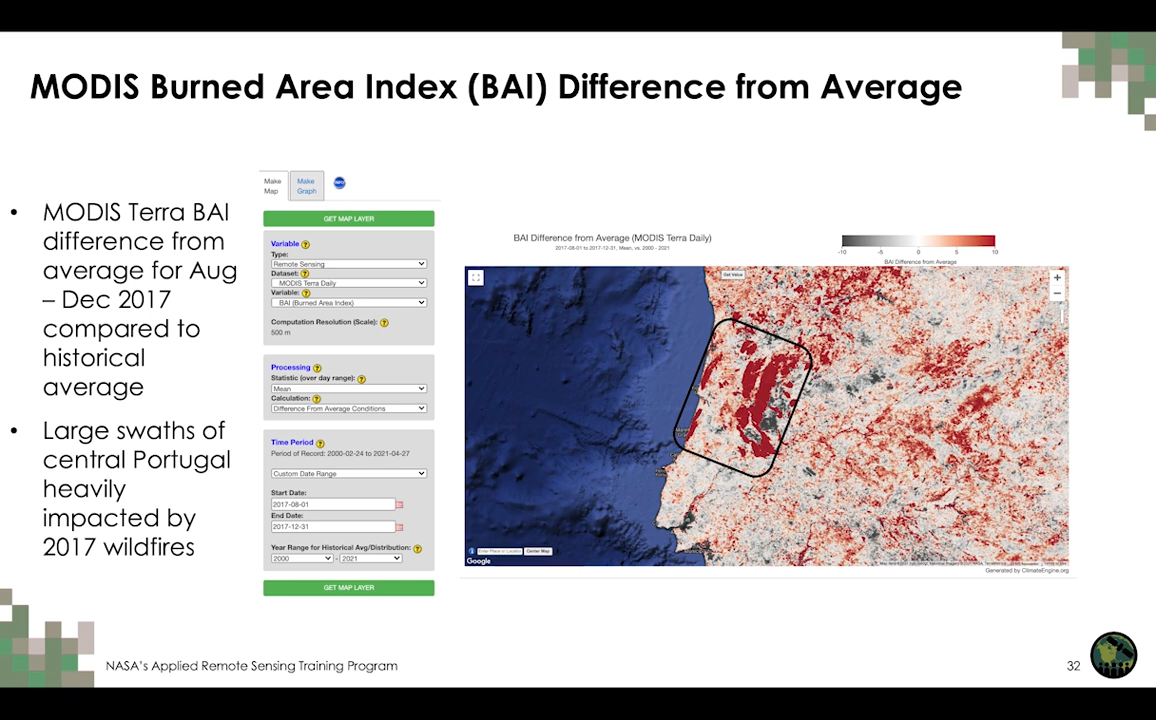 MODIS Burned Area Index (BAI) Difference from Average
• MODIS Terra BAI
difference from
average for Aug
– Dec 2017
compared to
historical
average
• Large swaths of
central Portugal
heavily
impacted by
2017 wildfires
Make
Map
Make
Graph
INFO
GET MAP LAYER
Variable ?
Type:
Remote Sensing
Dataset: ?
MODIS Terra Daily
Variable: ?
BAI (Burned Area Index)
Computation Resolution (Scale): ?
500 m
Processing ?
Statistic (over day range): ?
Mean
Calculation: ?
Difference From Average Conditions
Time Period ?
Period of Record: 2000-02-24 to 2021-04-27
Custom Date Range
Start Date:
2017-08-01
End Date:
2017-12-31
Year Range for Historical Avg/Distribution: ?
2000 - 2021
GET MAP LAYER
BAI Difference from Average (MODIS Terra Daily)
2017-08-01 to 2017-12-31, Mean, vs. 2000 - 2021
-10 -5 0 5 10
BAI Difference from Average
Get Value
+
−
Center Map
Google
Generated by ClimateEngine.org
NASA's Applied Remote Sensing Training Program
32